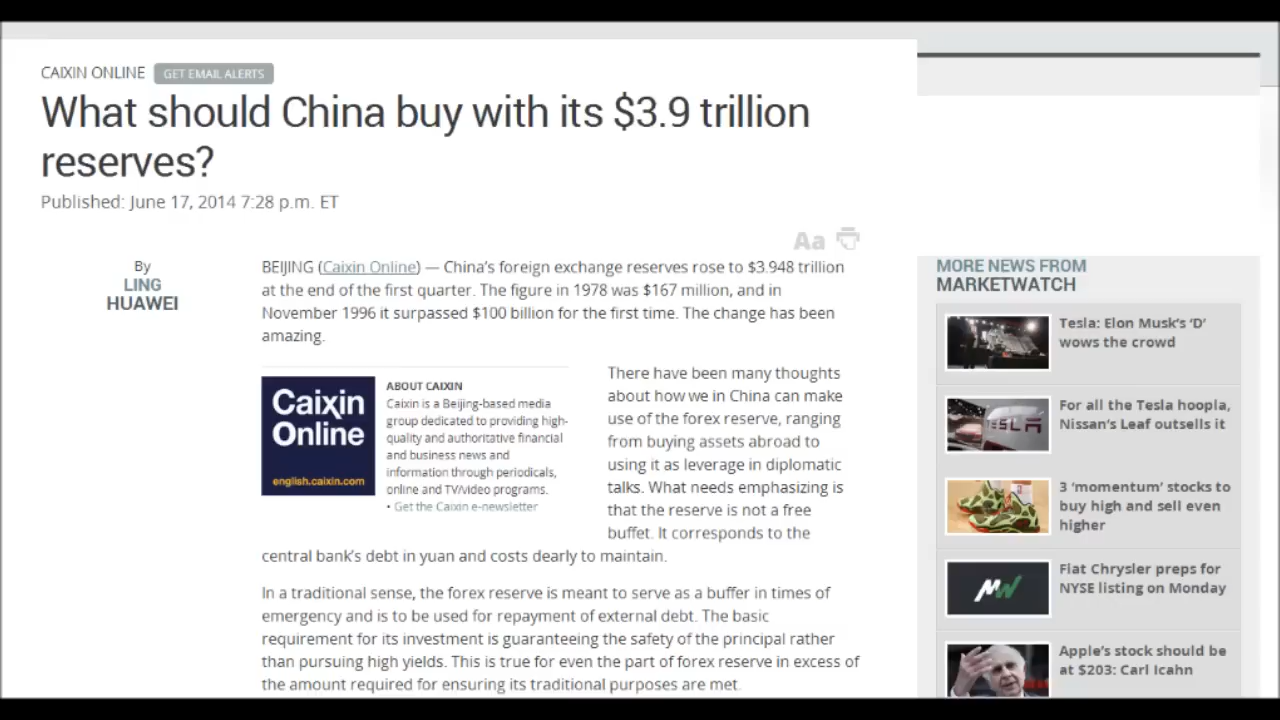 CAIXIN ONLINE GET EMAIL ALERTS
What should China buy with its $3.9 trillion
reserves?
Published: June 17, 2014 7:28 p.m. ET
Aa
By
LING
HUAWEI
BEIJING (Caixin Online) — China's foreign exchange reserves rose to $3.948 trillion
at the end of the first quarter. The figure in 1978 was $167 million, and in
November 1996 it surpassed $100 billion for the first time. The change has been
amazing.
Caixin
Online
english.caixin.com
ABOUT CAIXIN
Caixin is a Beijing-based media
group dedicated to providing high-
quality and authoritative financial
and business news and
information through periodicals,
online and TV/video programs.
• Get the Caixin e-newsletter
There have been many thoughts
about how we in China can make
use of the forex reserve, ranging
from buying assets abroad to
using it as leverage in diplomatic
talks. What needs emphasizing is
that the reserve is not a free
buffet. It corresponds to the
central bank's debt in yuan and costs dearly to maintain.
In a traditional sense, the forex reserve is meant to serve as a buffer in times of
emergency and is to be used for repayment of external debt. The basic
requirement for its investment is guaranteeing the safety of the principal rather
than pursuing high yields. This is true for even the part of forex reserve in excess of
the amount required for ensuring its traditional purposes are met.
MORE NEWS FROM
MARKETWATCH
Tesla: Elon Musk's 'D'
wows the crowd
TESLA
For all the Tesla hoopla,
Nissan's Leaf outsells it
3 'momentum' stocks to
buy high and sell even
higher
MW
Fiat Chrysler preps for
NYSE listing on Monday
Apple's stock should be
at $203: Carl Icahn